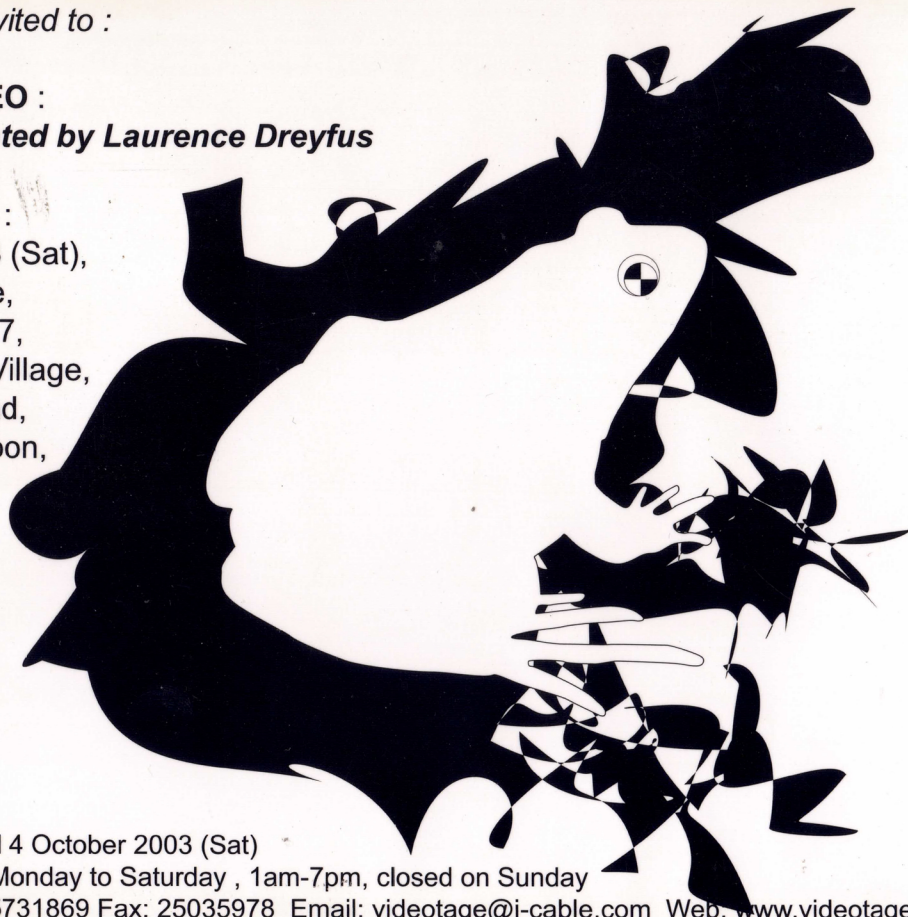 vited to :
EO :
ted by Laurence Dreyfus
:
(Sat),
e,
7,
Village,
d,
oon,
4 October 2003 (Sat)
Monday to Saturday , 1am-7pm, closed on Sunday
5731869 Fax: 25035978 Email: videotage@i-cable.com Web: www.videotage